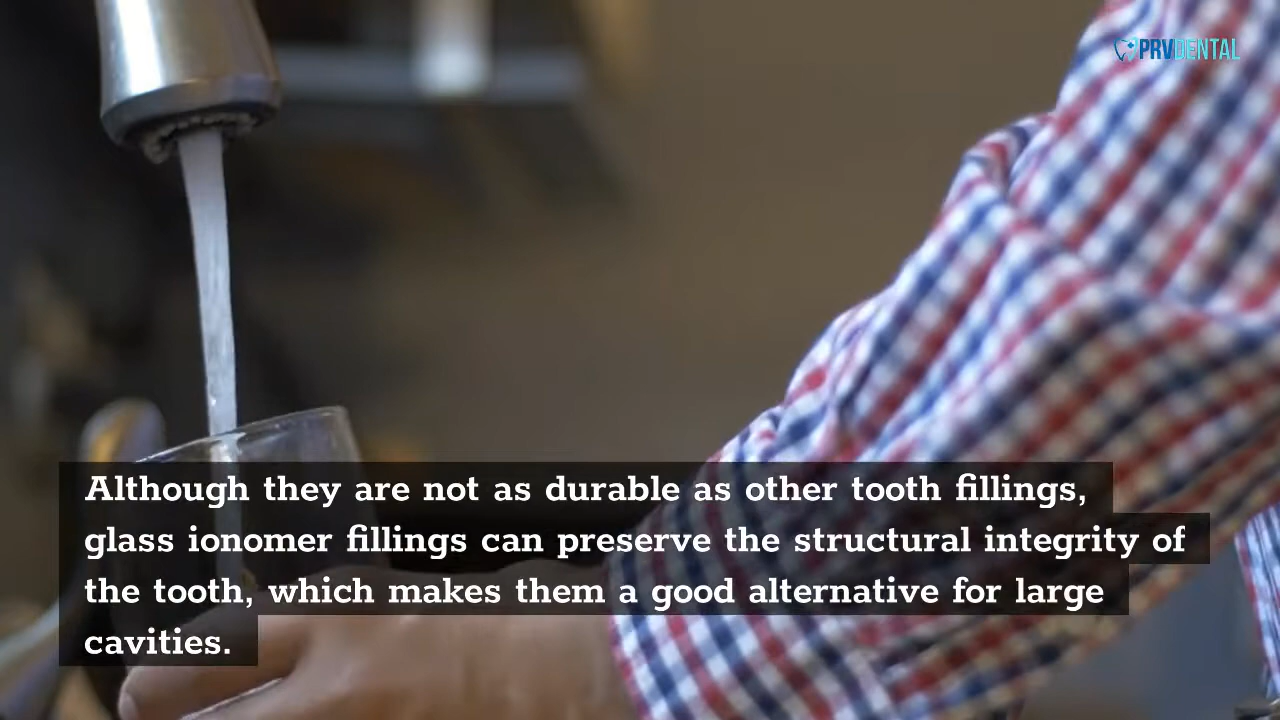 PRVDENTAL
Although they are not as durable as other tooth fillings,
glass ionomer fillings can preserve the structural integrity of
the tooth, which makes them a good alternative for large
cavities.